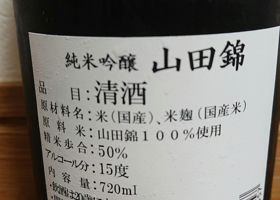 純米吟醸 山田錦
品目:清酒
原材料名:米(国産)、米麹(国産米)
原料米:山田錦100%使用
精米歩合:50%
アルコール分:15度
内容量:720ml